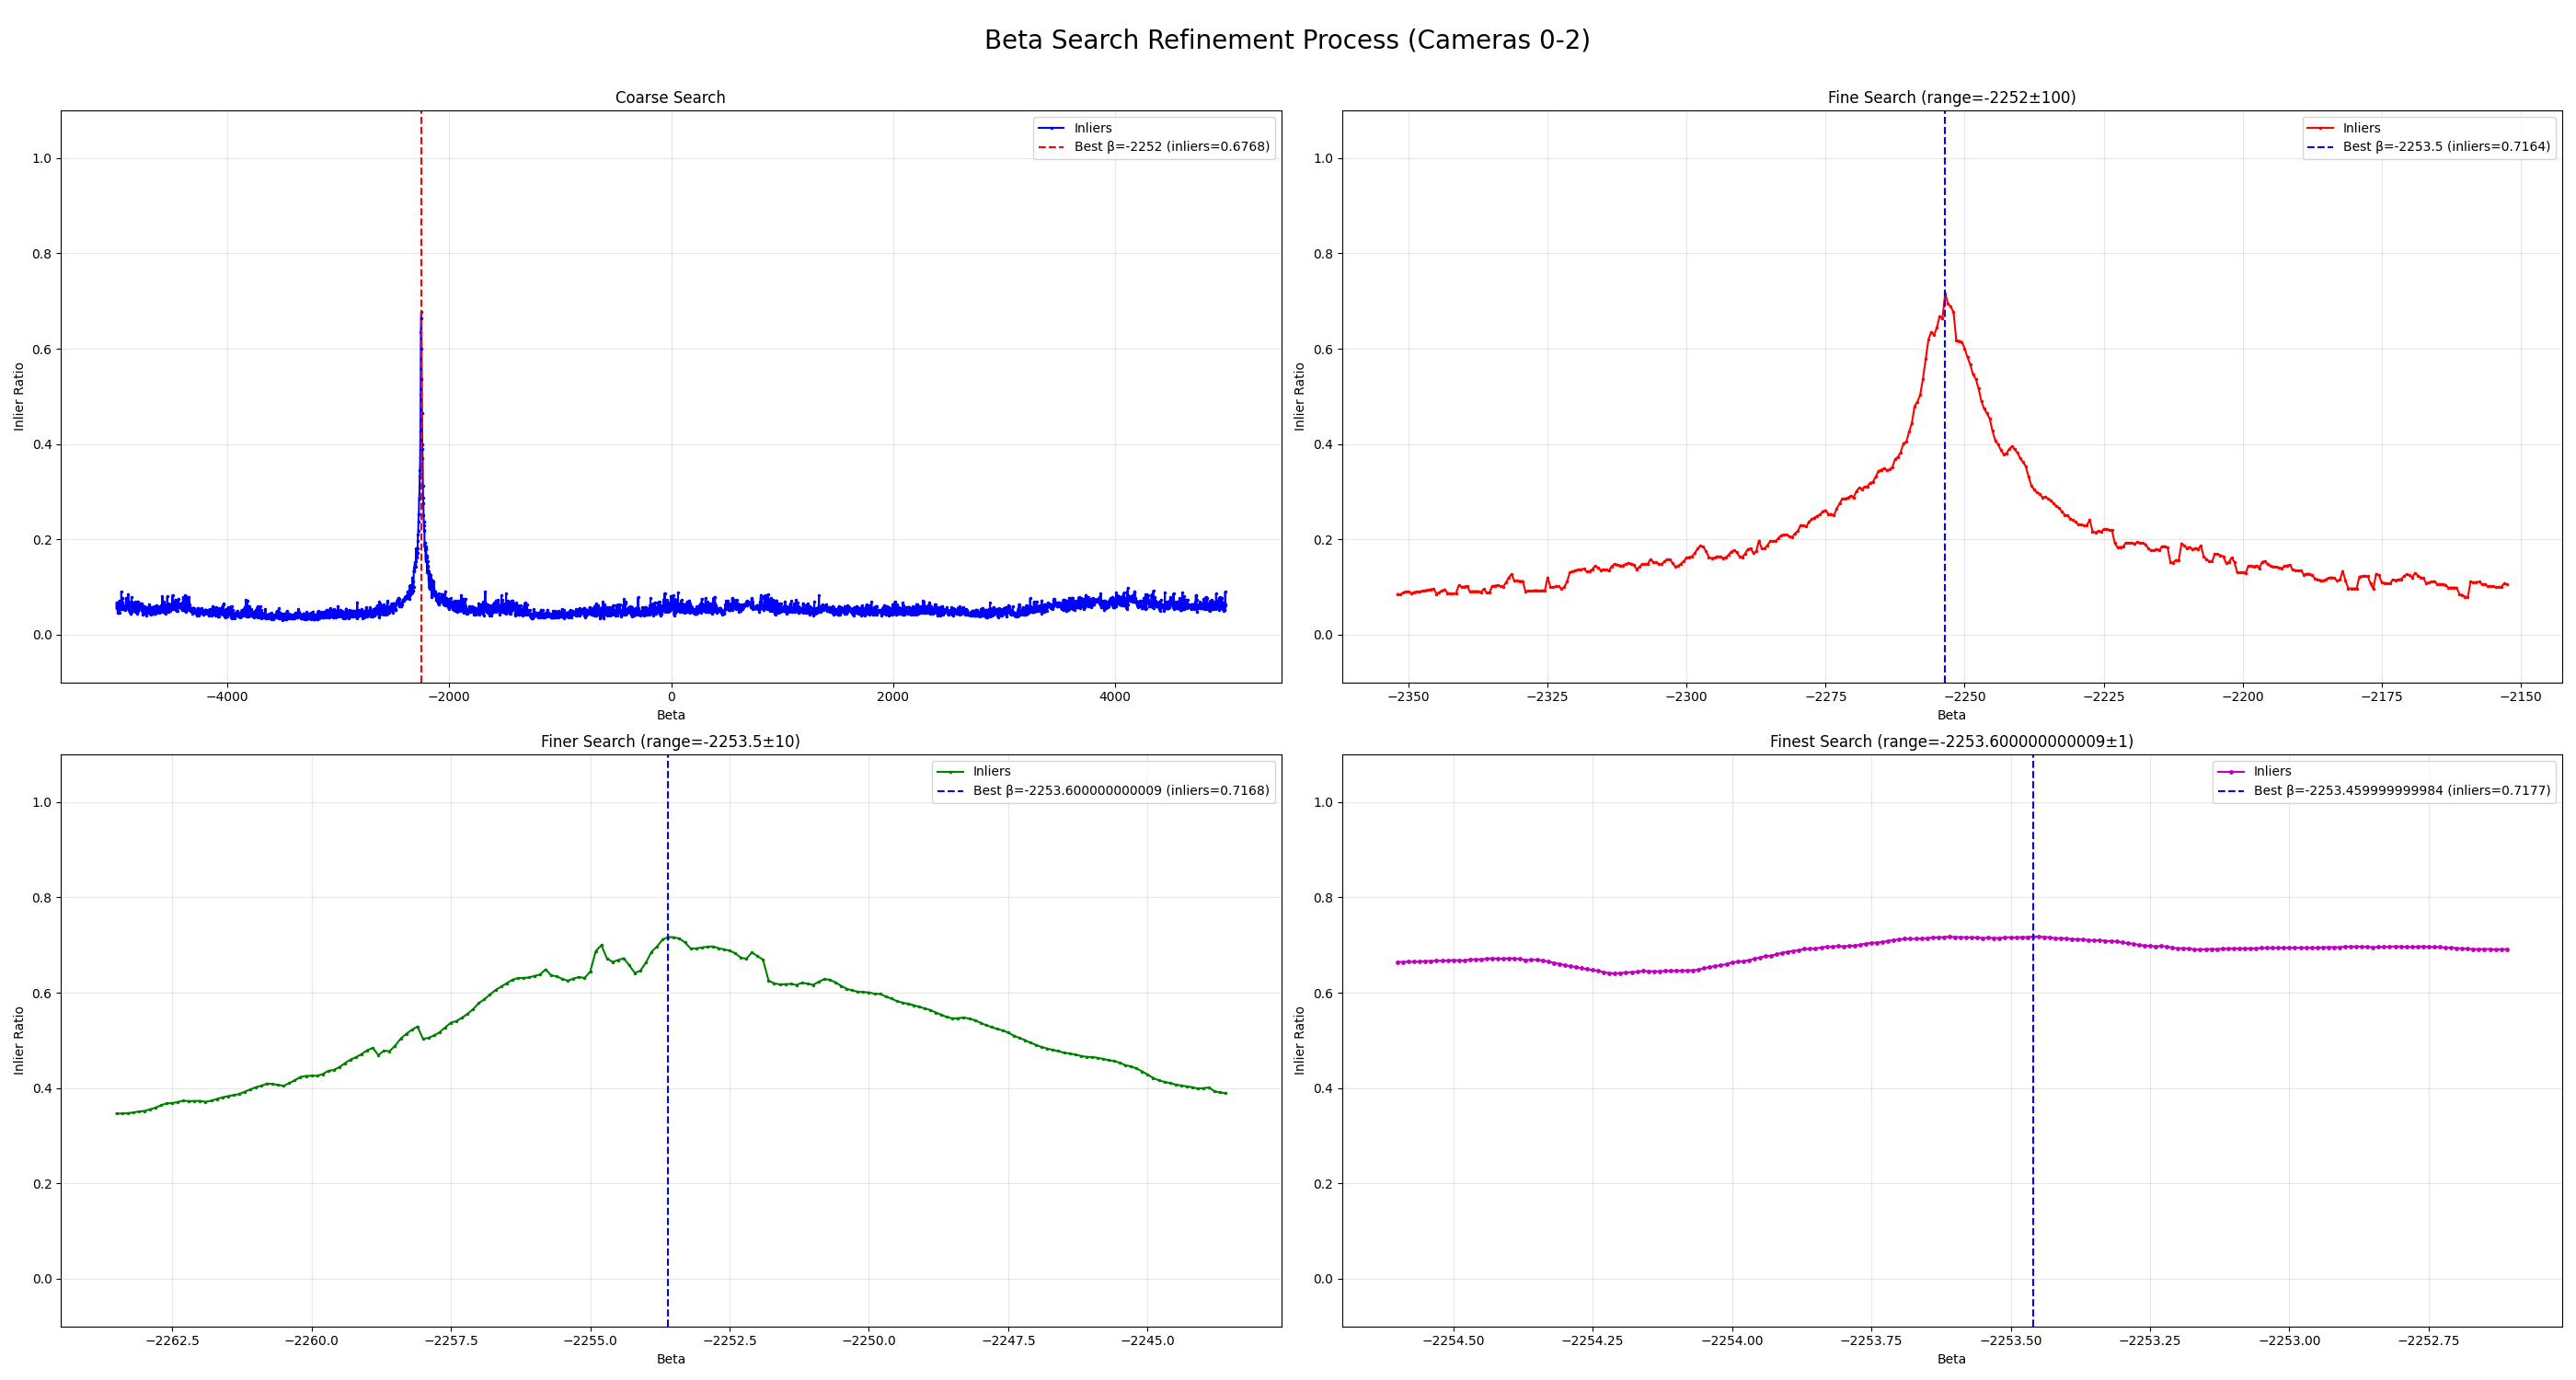 Beta Search Refinement Process (Cameras 0-2)
Coarse Search
Inliers
Best β=-2252 (inliers=0.6768)
Inlier Ratio
1.0
0.8
0.6
0.4
0.2
0.0
−4000 −2000 0 2000 4000
Beta
Fine Search (range=-2252±100)
Inliers
Best β=-2253.5 (inliers=0.7164)
Inlier Ratio
1.0
0.8
0.6
0.4
0.2
0.0
−2350 −2325 −2300 −2275 −2250 −2225 −2200 −2175 −2150
Beta
Finer Search (range=-2253.5±10)
Inliers
Best β=-2253.600000000009 (inliers=0.7168)
Inlier Ratio
1.0
0.8
0.6
0.4
0.2
0.0
−2262.5 −2260.0 −2257.5 −2255.0 −2252.5 −2250.0 −2247.5 −2245.0
Beta
Finest Search (range=-2253.600000000009±1)
Inliers
Best β=-2253.459999999984 (inliers=0.7177)
Inlier Ratio
1.0
0.8
0.6
0.4
0.2
0.0
−2254.50 −2254.25 −2254.00 −2253.75 −2253.50 −2253.25 −2253.00 −2252.75
Beta